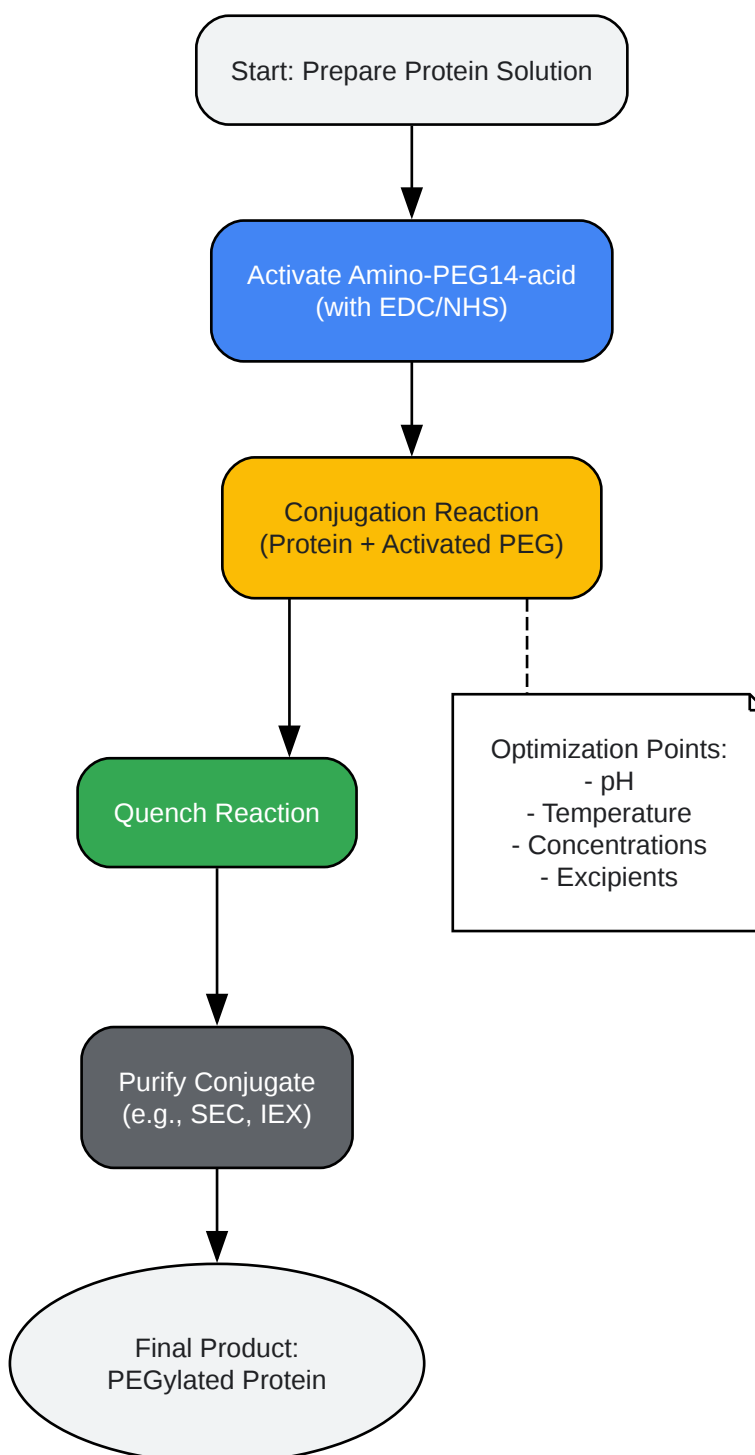 Start: Prepare Protein Solution
Activate Amino-PEG14-acid
(with EDC/NHS)
Conjugation Reaction
(Protein + Activated PEG)
Optimization Points:
- pH
- Temperature
- Concentrations
- Excipients
Quench Reaction
Purify Conjugate
(e.g., SEC, IEX)
Final Product:
PEGylated Protein